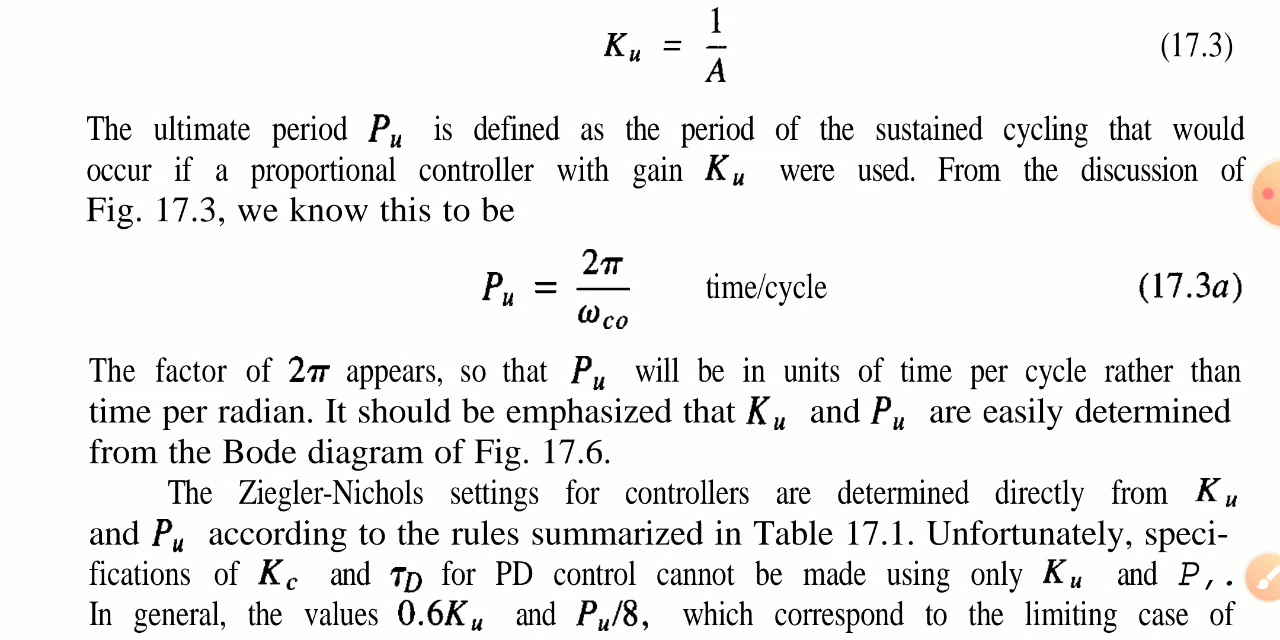 K_u = 1/A (17.3)
The ultimate period P_u is defined as the period of the sustained cycling that would
occur if a proportional controller with gain K_u were used. From the discussion of
Fig. 17.3, we know this to be
P_u = 2π/ω_co time/cycle (17.3a)
The factor of 2π appears, so that P_u will be in units of time per cycle rather than
time per radian. It should be emphasized that K_u and P_u are easily determined
from the Bode diagram of Fig. 17.6.
The Ziegler-Nichols settings for controllers are determined directly from K_u
and P_u according to the rules summarized in Table 17.1. Unfortunately, speci-
fications of K_c and τ_D for PD control cannot be made using only K_u and P,.
In general, the values 0.6K_u and P_u/8, which correspond to the limiting case of